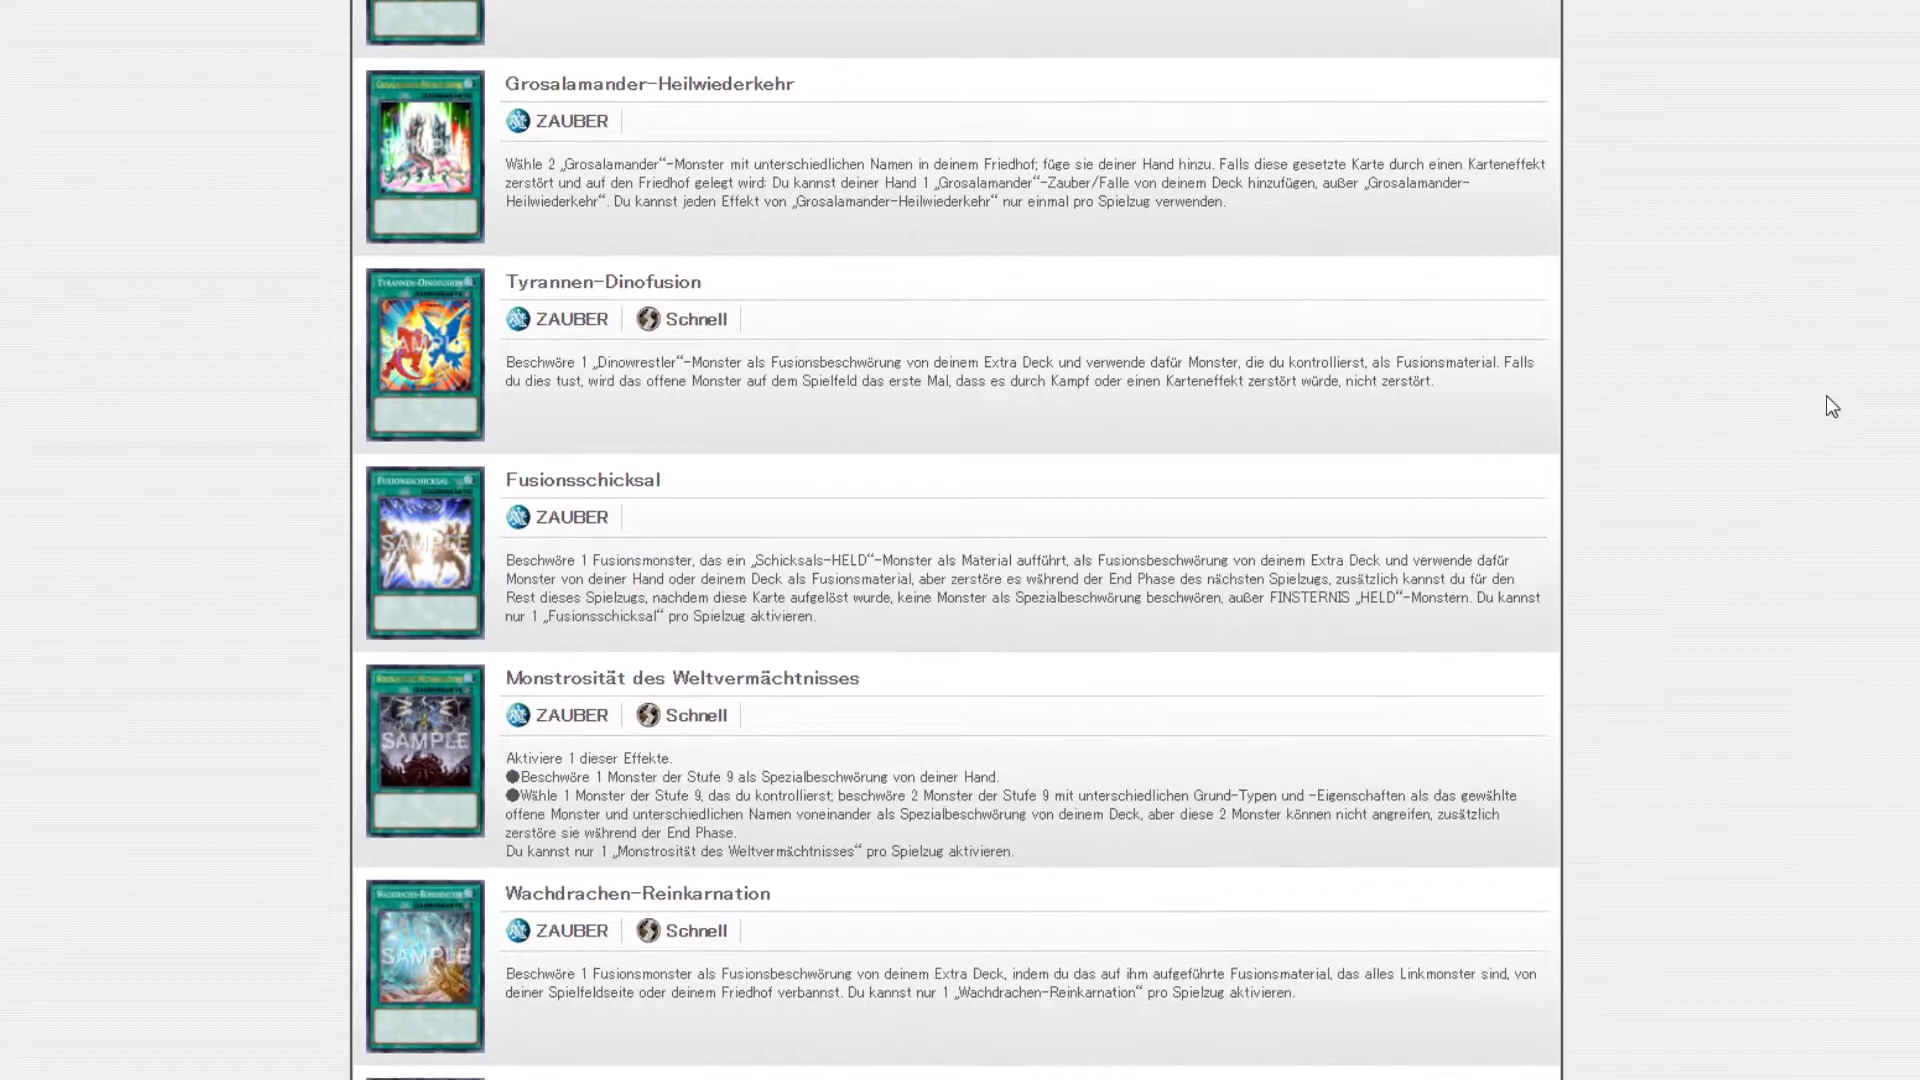 Grosalamander-Heilwiederkehr
ZAUBER
SAMPLE
Wähle 2 „Grosalamander“-Monster mit unterschiedlichen Namen in deinem Friedhof; füge sie deiner Hand hinzu. Falls diese gesetzte Karte durch einen Karteneffekt
zerstört und auf den Friedhof gelegt wird: Du kannst deiner Hand 1 „Grosalamander“-Zauber/Falle von deinem Deck hinzufügen, außer „Grosalamander-
Heilwiederkehr“. Du kannst jeden Effekt von „Grosalamander-Heilwiederkehr“ nur einmal pro Spielzug verwenden.
TYRANNEN-DINOFUSION
SAMPLE
Tyrannen-Dinofusion
ZAUBER
Schnell
Beschwöre 1 „Dinowrestler“-Monster als Fusionsbeschwörung von deinem Extra Deck und verwende dafür Monster, die du kontrollierst, als Fusionsmaterial. Falls
du dies tust, wird das offene Monster auf dem Spielfeld das erste Mal, dass es durch Kampf oder einen Karteneffekt zerstört würde, nicht zerstört.
FUSIONSSCHICKSAL
SAMPLE
Fusionsschicksal
ZAUBER
Beschwöre 1 Fusionsmonster, das ein „Schicksals-HELD“-Monster als Material aufführt, als Fusionsbeschwörung von deinem Extra Deck und verwende dafür
Monster von deiner Hand oder deinem Deck als Fusionsmaterial, aber zerstöre es während der End Phase des nächsten Spielzugs, zusätzlich kannst du für den
Rest dieses Spielzugs, nachdem diese Karte aufgelöst wurde, keine Monster als Spezialbeschwörung beschwören, außer FINSTERNIS „HELD“-Monstern. Du kannst
nur 1 „Fusionsschicksal“ pro Spielzug aktivieren.
SAMPLE
Monstrosität des Weltvermächtnisses
ZAUBER
Schnell
Aktiviere 1 dieser Effekte.
●Beschwöre 1 Monster der Stufe 9 als Spezialbeschwörung von deiner Hand.
●Wähle 1 Monster der Stufe 9, das du kontrollierst; beschwöre 2 Monster der Stufe 9 mit unterschiedlichen Grund-Typen und -Eigenschaften als das gewählte
offene Monster und unterschiedlichen Namen voneinander als Spezialbeschwörung von deinem Deck, aber diese 2 Monster können nicht angreifen, zusätzlich
zerstöre sie während der End Phase.
Du kannst nur 1 „Monstrosität des Weltvermächtnisses“ pro Spielzug aktivieren.
WACHDRACHEN-REINKARNATION
SAMPLE
Wachdrachen-Reinkarnation
ZAUBER
Schnell
Beschwöre 1 Fusionsmonster als Fusionsbeschwörung von deinem Extra Deck, indem du das auf ihm aufgeführte Fusionsmaterial, das alles Linkmonster sind, von
deiner Spielfeldseite oder deinem Friedhof verbannst. Du kannst nur 1 „Wachdrachen-Reinkarnation“ pro Spielzug aktivieren.